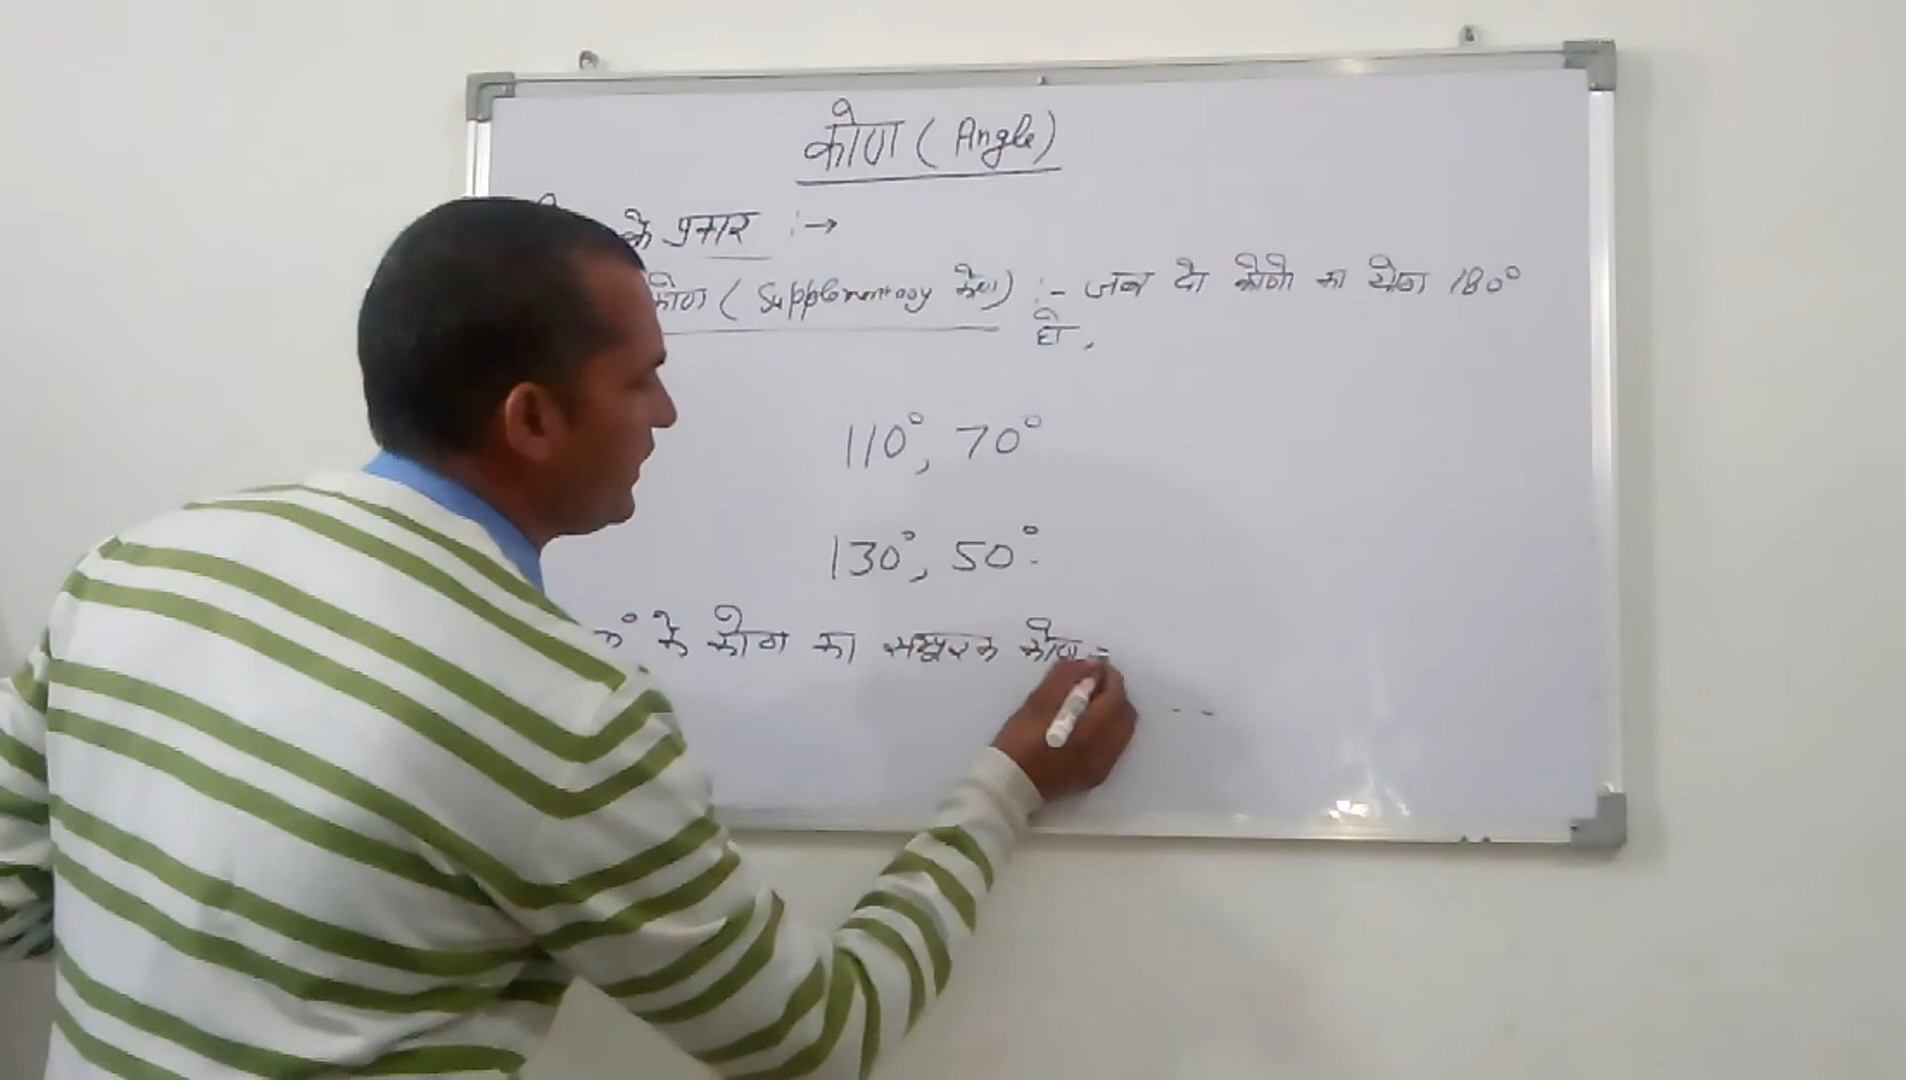 कोण ( Angle )
के प्रकार :→
कोण ( Supplementary कोण ) :- जब दो कोणो का योग 180°
हो,
110°, 70°
130°, 50°
° के कोण का सम्पूरक कोण =